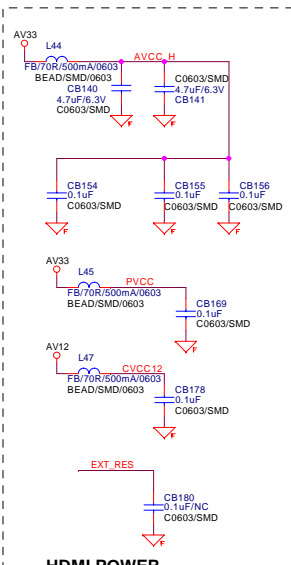 AV33
L44
AVCC_H
FB/70R/500mA/0603
BEAD/SMD/0603
CB140
4.7uF/6.3V
C0603/SMD
C0603/SMD
4.7uF/6.3V
CB141
F
F
CB154
0.1uF
C0603/SMD
CB155
0.1uF
C0603/SMD
CB156
0.1uF
C0603/SMD
F
F
F
AV33
L45
PVCC
FB/70R/500mA/0603
BEAD/SMD/0603
CB169
0.1uF
C0603/SMD
F
AV12
L47
CVCC12
FB/70R/500mA/0603
BEAD/SMD/0603
CB178
0.1uF
C0603/SMD
F
EXT_RES
CB180
0.1uF/NC
C0603/SMD
F
HDMI POWER